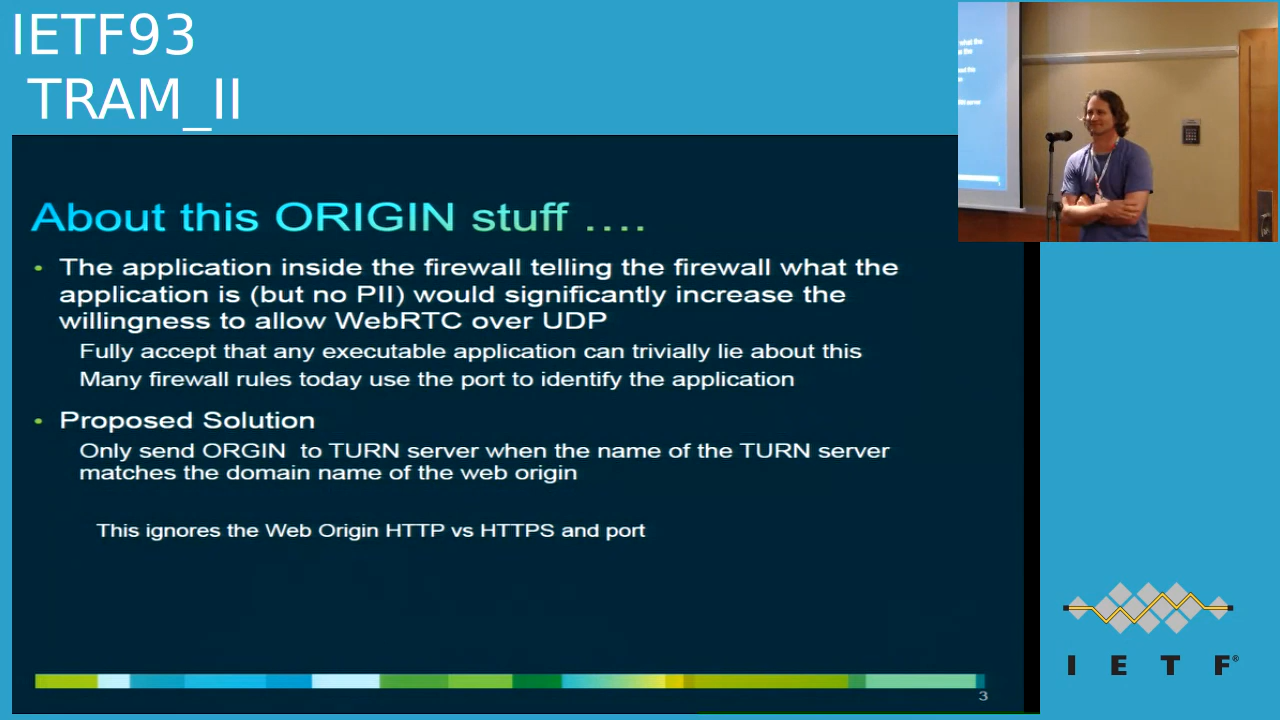 IETF93
TRAM_II
About this ORIGIN stuff ….
• The application inside the firewall telling the firewall what the
application is (but no PII) would significantly increase the
willingness to allow WebRTC over UDP
Fully accept that any executable application can trivially lie about this
Many firewall rules today use the port to identify the application
• Proposed Solution
Only send ORGIN to TURN server when the name of the TURN server
matches the domain name of the web origin
This ignores the Web Origin HTTP vs HTTPS and port
3
I E T F®